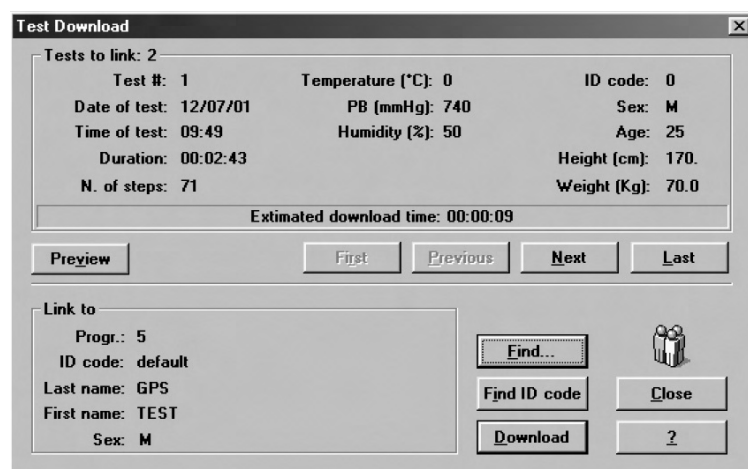 Test Download
Tests to link: 2
Test #: 1 Temperature (°C): 0 ID code: 0
Date of test: 12/07/01 PB (mmHg): 740 Sex: M
Time of test: 09:49 Humidity (%): 50 Age: 25
Duration: 00:02:43 Height (cm): 170.
N. of steps: 71 Weight (Kg): 70.0
Extimated download time: 00:00:09
Preview First Previous Next Last
Link to
Progr.: 5
ID code: default
Last name: GPS
First name: TEST
Sex: M
Find...
Find ID code Close
Download ?